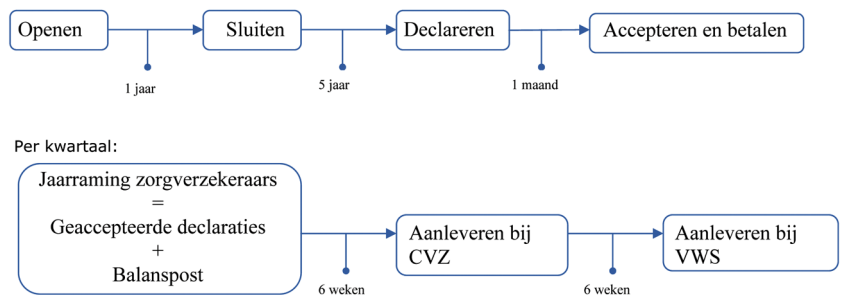 Openen
Sluiten
Declareren
Accepteren en betalen
1 jaar
5 jaar
1 maand
Per kwartaal:
Jaarraming zorgverzekeraars
=
Geaccepteerde declaraties
+
Balanspost
Aanleveren bij
CVZ
Aanleveren bij
VWS
6 weken
6 weken